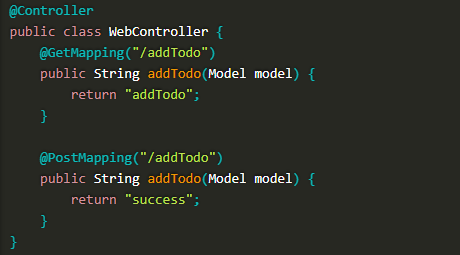 @Controller
public class WebController {
    @GetMapping("/addTodo")
    public String addTodo(Model model) {
        return "addTodo";
    }

    @PostMapping("/addTodo")
    public String addTodo(Model model) {
        return "success";
    }
}